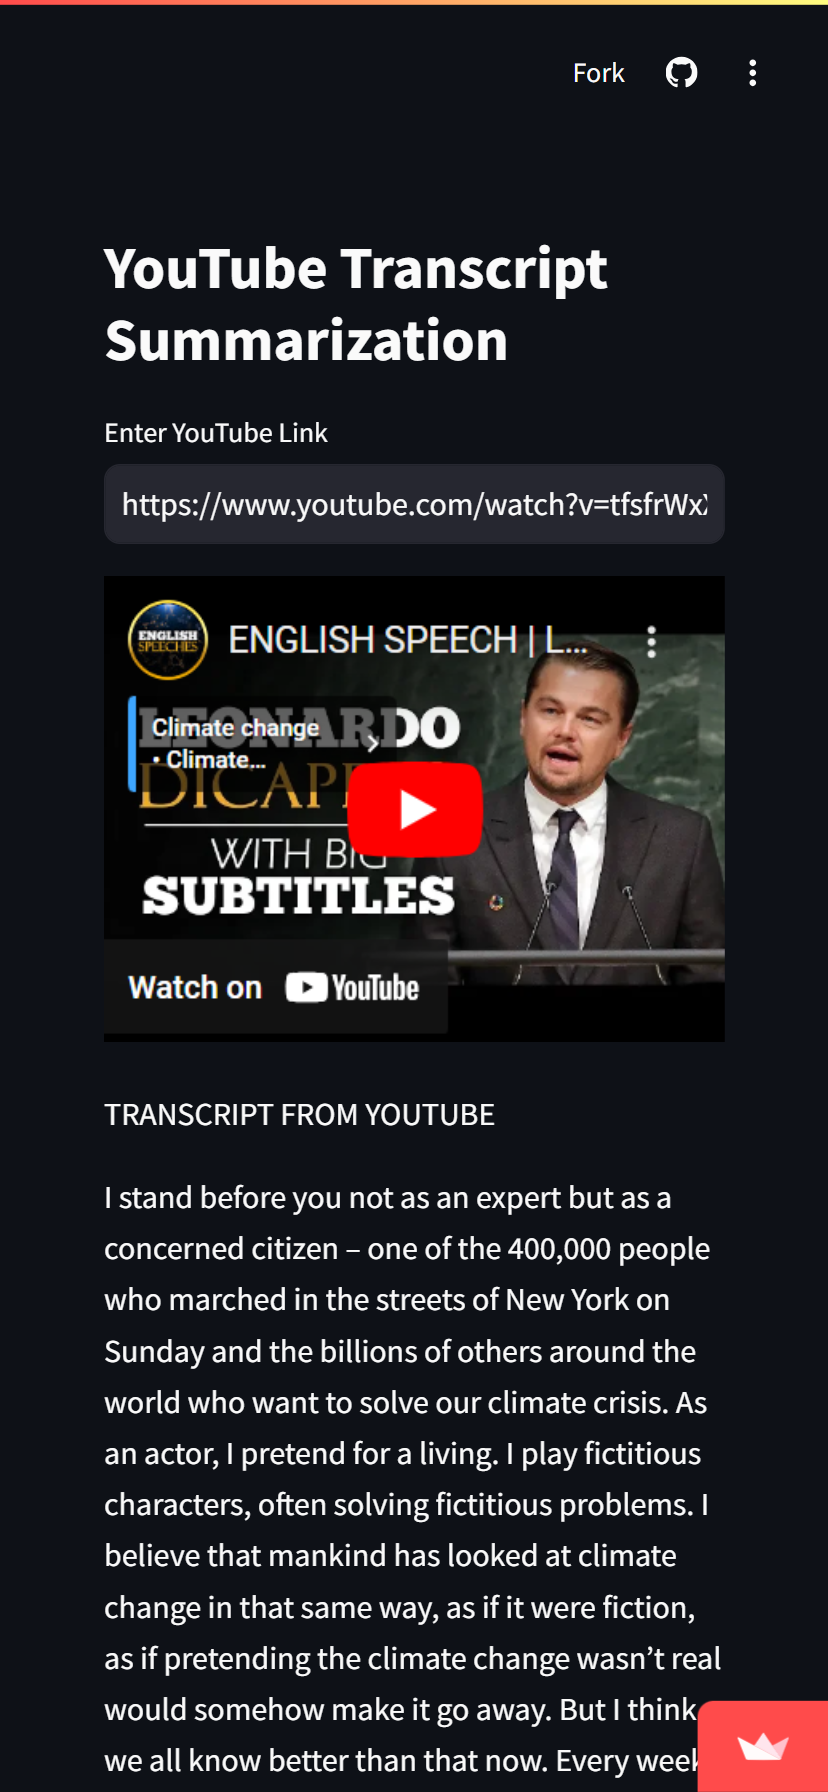 Fork
YouTube Transcript
Summarization
Enter YouTube Link
https://www.youtube.com/watch?v=tfsfrWx
ENGLISH
SPEECHES
ENGLISH SPEECH | L...
LEONARDO
Climate change
• Climate...
WITH BIG
SUBTITLES
Watch on YouTube
TRANSCRIPT FROM YOUTUBE
I stand before you not as an expert but as a
concerned citizen – one of the 400,000 people
who marched in the streets of New York on
Sunday and the billions of others around the
world who want to solve our climate crisis. As
an actor, I pretend for a living. I play fictitious
characters, often solving fictitious problems. I
believe that mankind has looked at climate
change in that same way, as if it were fiction,
as if pretending the climate change wasn’t real
would somehow make it go away. But I think
we all know better than that now. Every week